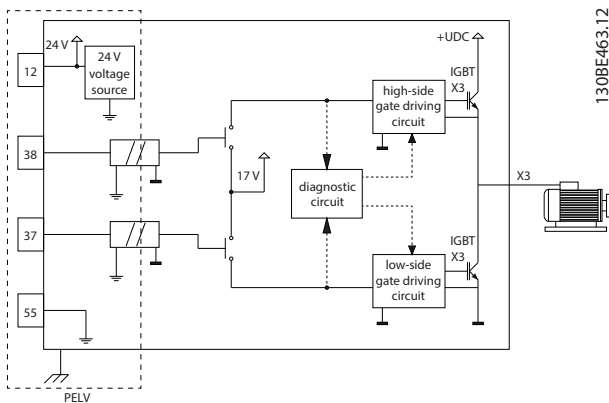 130BE463.12
+UDC
24 V
12
24 V
voltage
source
high-side
gate driving
circuit
IGBT
X3
38
17 V
diagnostic
circuit
X3
37
IGBT
X3
low-side
gate driving
circuit
55
PELV